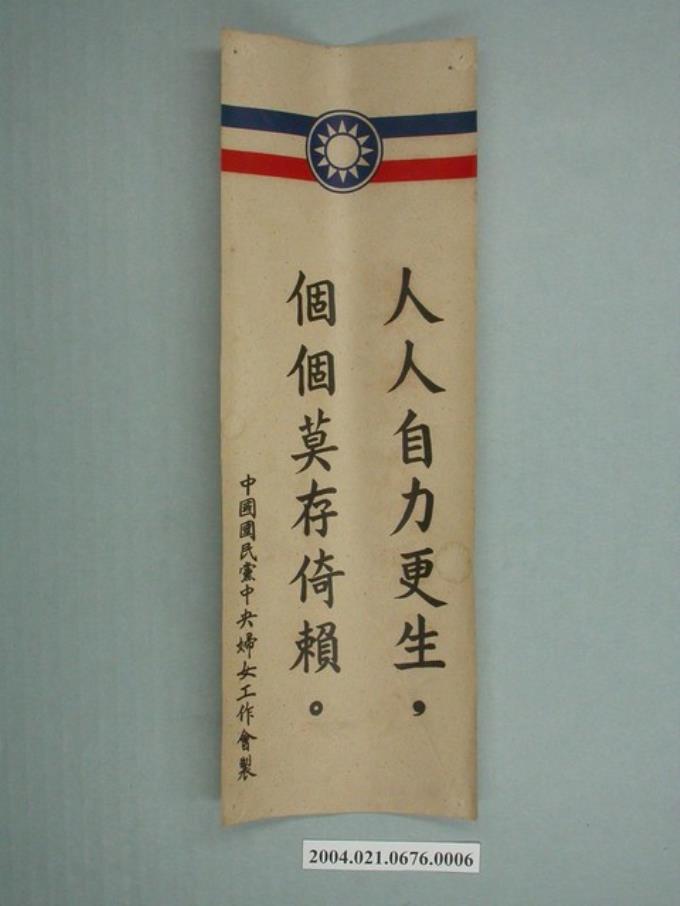 人人自力更生，
個個莫存倚賴。
中國國民黨中央婦女工作會製
2004.021.0676.0006